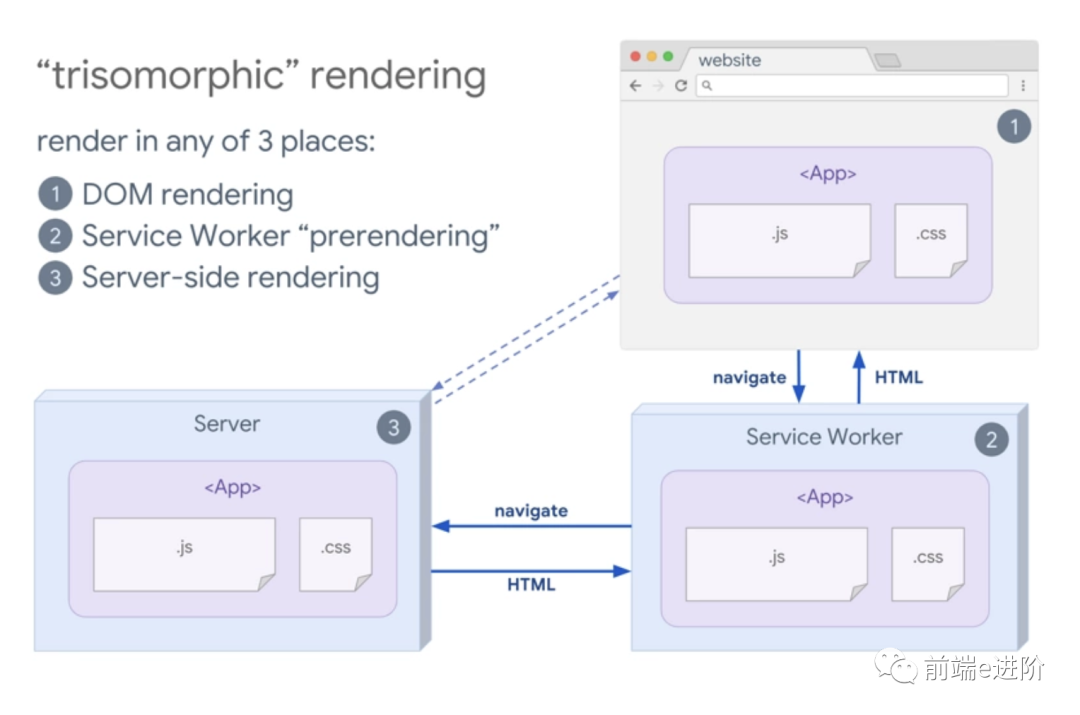 “trisomorphic” rendering
render in any of 3 places:
1 DOM rendering
2 Service Worker “prerendering”
3 Server-side rendering
website
1
<App>
.js
.css
navigate
HTML
Server
3
<App>
.js
.css
navigate
HTML
Service Worker
2
<App>
.js
.css
前端e进阶